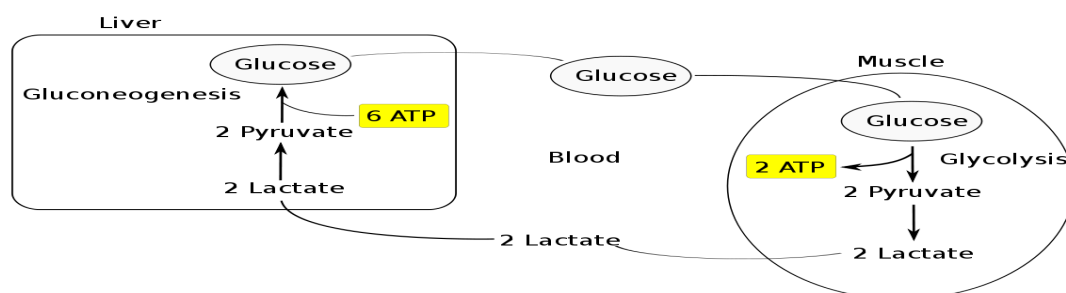 Liver
Glucose
Gluconeogenesis
6 ATP
2 Pyruvate
2 Lactate
Glucose
Blood
2 Lactate
Muscle
Glucose
2 ATP
Glycolysis
2 Pyruvate
2 Lactate